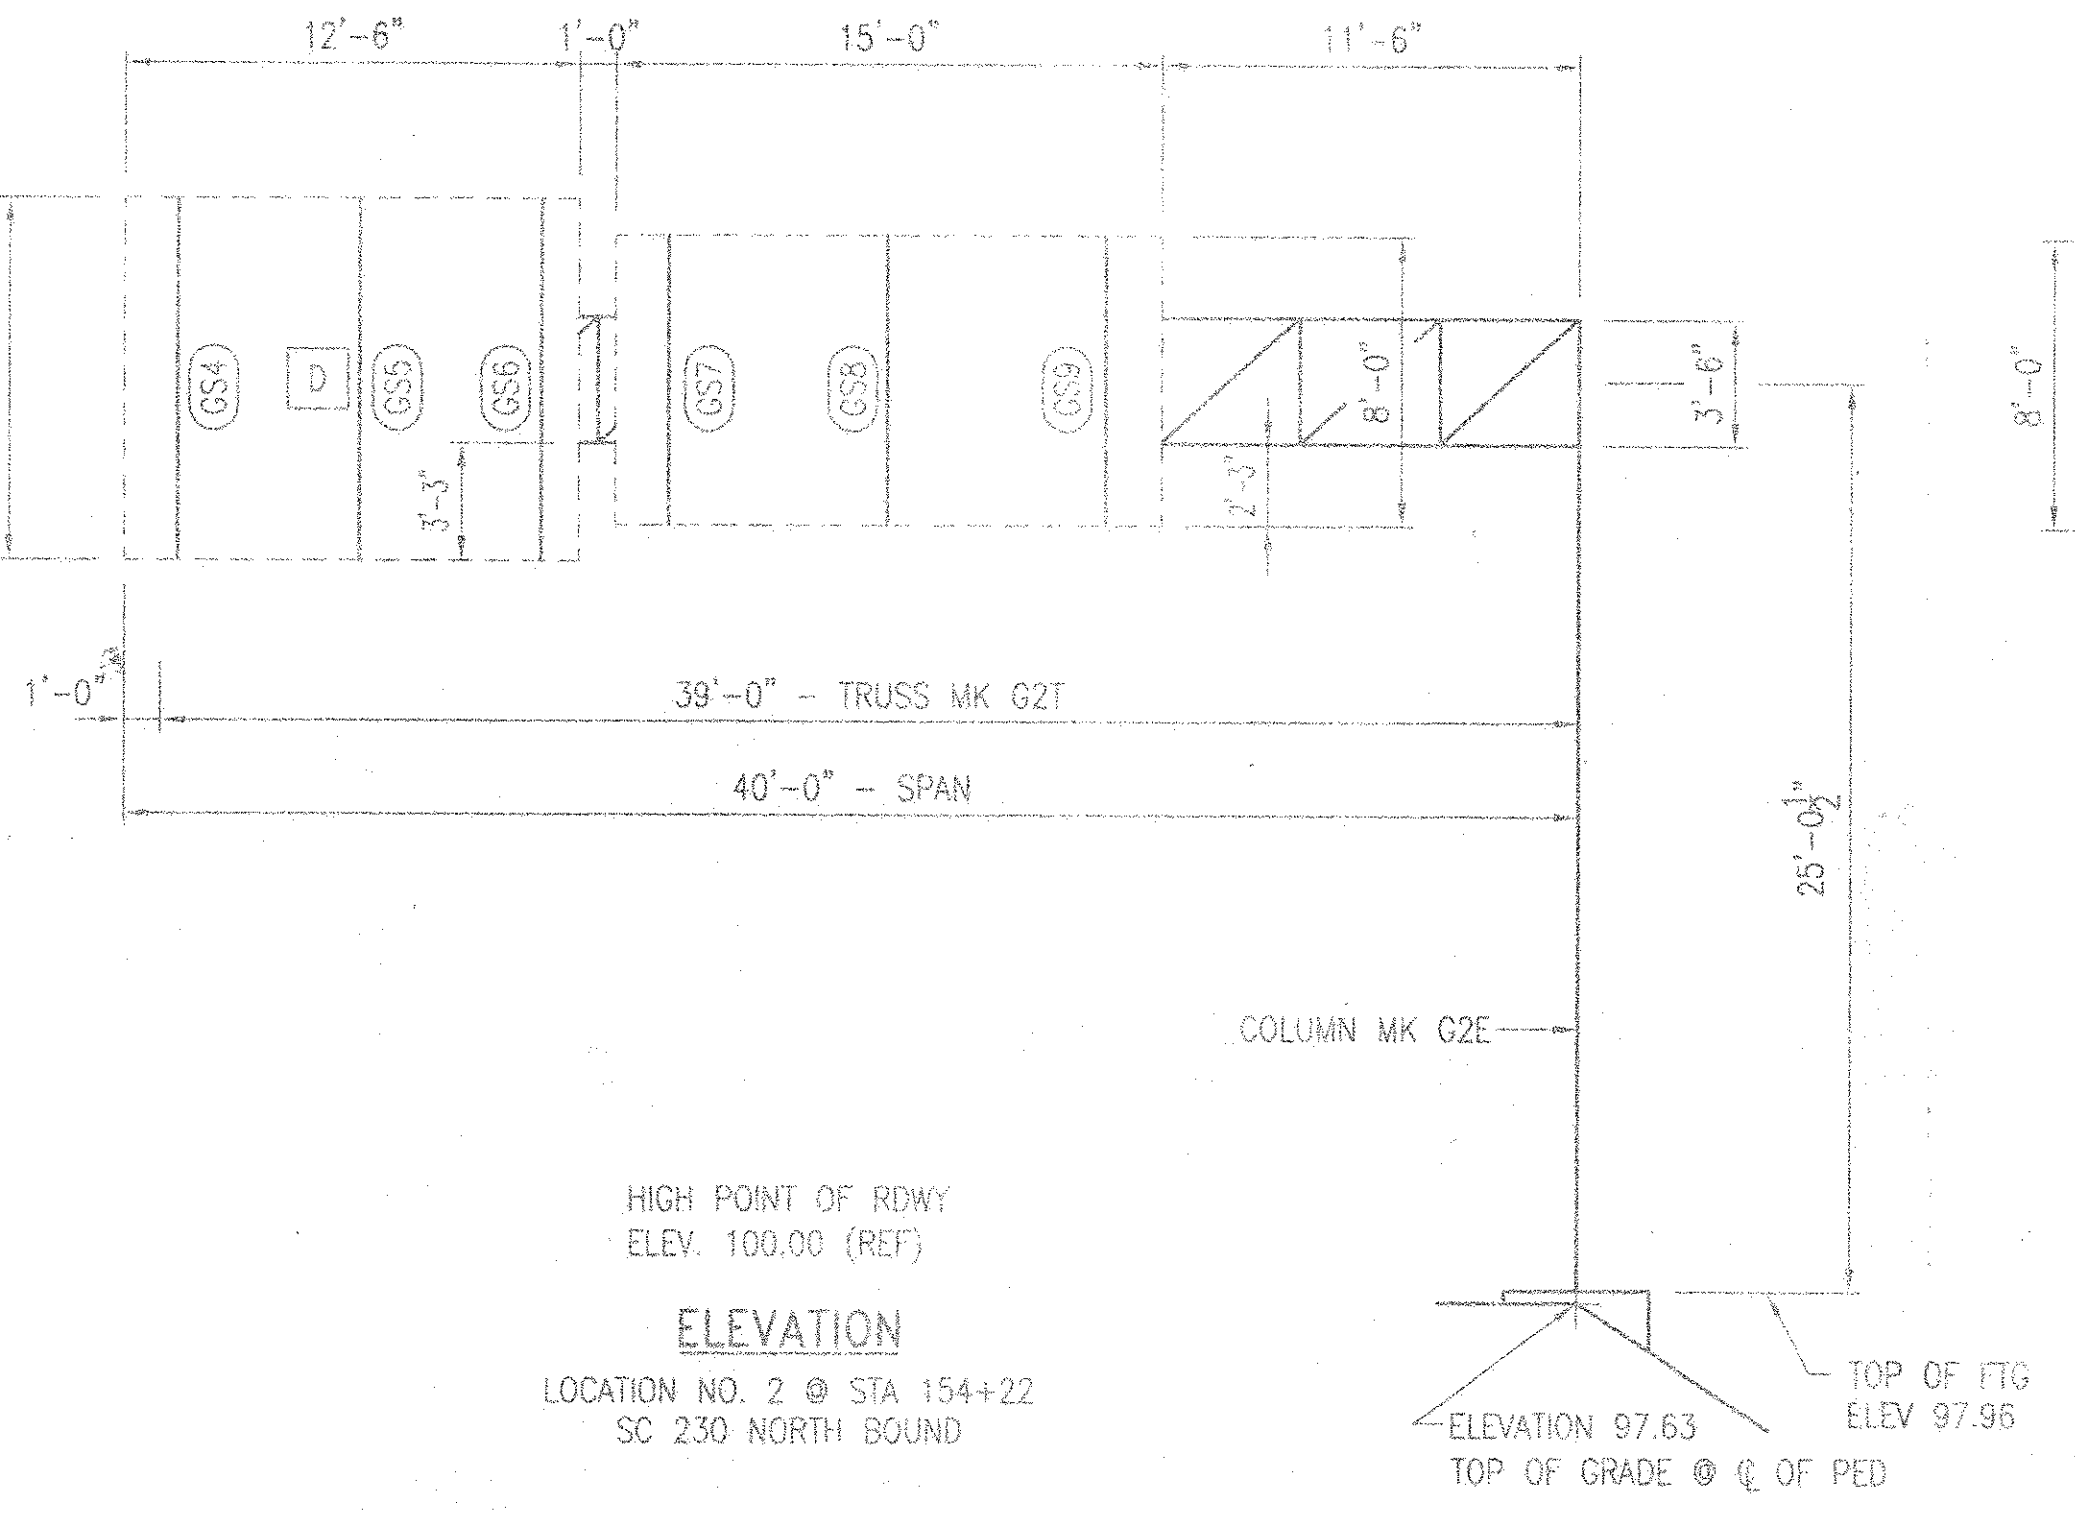 12'-6"
1'-0"
15'-0"
11'-6"
GS4
D
GS5
GS6
GS7
GS8
GS9
3'-3"
2'-3"
8'-0"
3'-6"
8'-0"
1'-0"
39'-0" - TRUSS MK G2T
40'-0" - SPAN
25'-0 1/2"
COLUMN MK G2E
HIGH POINT OF RDWY
ELEV. 100.00 (REF)
ELEVATION
LOCATION NO. 2 @ STA 154+22
SC 230 NORTH BOUND
TOP OF FTG
ELEV 97.96
ELEVATION 97.63
TOP OF GRADE @ ℄ OF PED